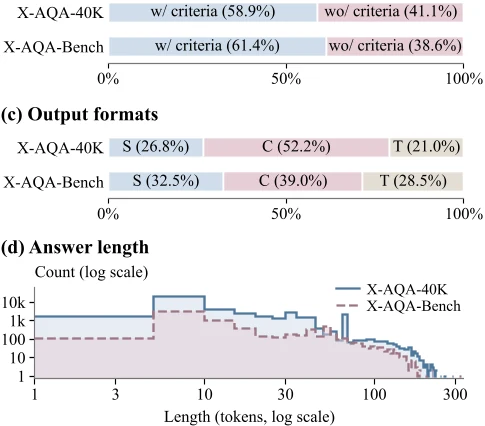 X-AQA-40K w/ criteria (58.9%) wo/ criteria (41.1%)
X-AQA-Bench w/ criteria (61.4%) wo/ criteria (38.6%)
0% 50% 100%
(c) Output formats
X-AQA-40K S (26.8%) C (52.2%) T (21.0%)
X-AQA-Bench S (32.5%) C (39.0%) T (28.5%)
0% 50% 100%
(d) Answer length
Count (log scale)
X-AQA-40K
X-AQA-Bench
10k
1k
100
10
1
1 3 10 30 100 300
Length (tokens, log scale)